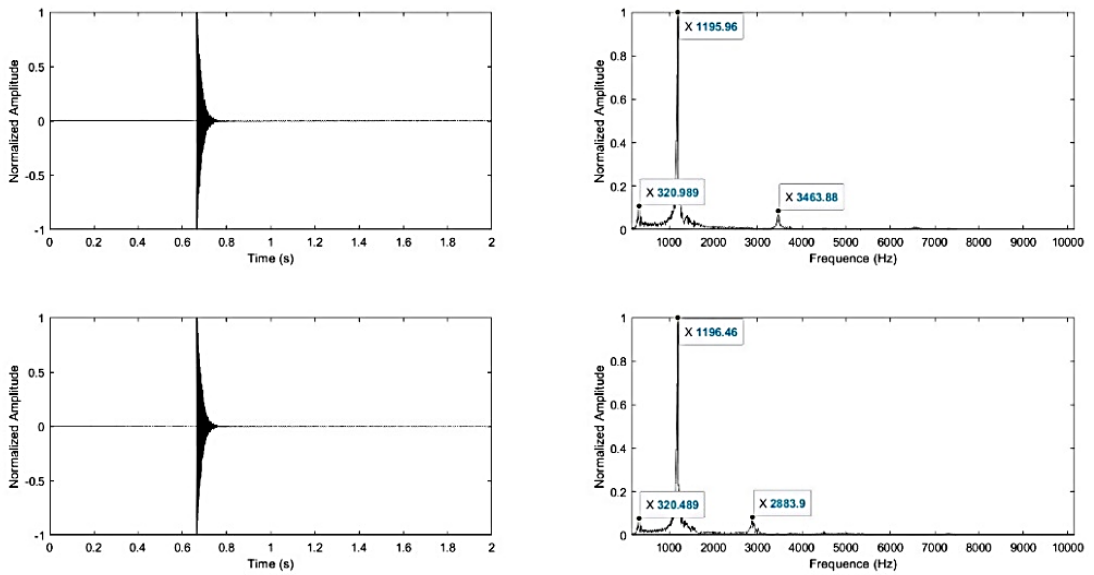 1
0.5
0
-0.5
-1
Normalized Amplitude
0 0.2 0.4 0.6 0.8 1 1.2 1.4 1.6 1.8 2
Time (s)
1
0.8
0.6
0.4
0.2
0
Normalized Amplitude
X 1195.96
X 320.989
X 3463.88
1000 2000 3000 4000 5000 6000 7000 8000 9000 10000
Frequence (Hz)
1
0.5
0
-0.5
-1
Normalized Amplitude
0 0.2 0.4 0.6 0.8 1 1.2 1.4 1.6 1.8 2
Time (s)
1
0.8
0.6
0.4
0.2
0
Normalized Amplitude
X 1196.46
X 320.489
X 2883.9
1000 2000 3000 4000 5000 6000 7000 8000 9000 10000
Frequence (Hz)